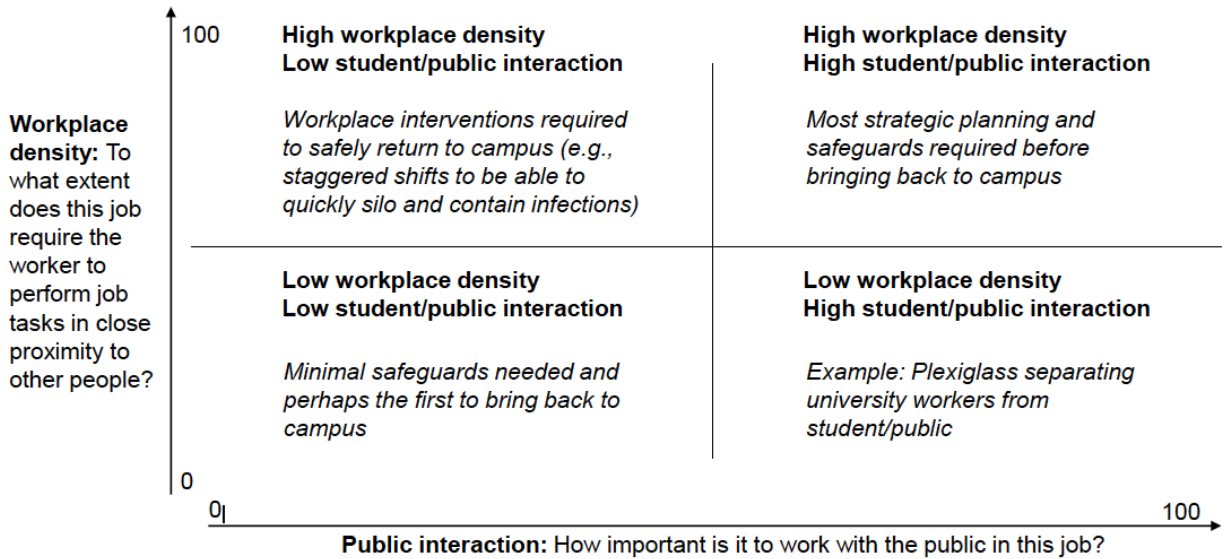 100
High workplace density
Low student/public interaction
Workplace interventions required
to safely return to campus (e.g.,
staggered shifts to be able to
quickly silo and contain infections)
High workplace density
High student/public interaction
Most strategic planning and
safeguards required before
bringing back to campus
Workplace
density: To
what extent
does this job
require the
worker to
perform job
tasks in close
proximity to
other people?
Low workplace density
Low student/public interaction
Minimal safeguards needed and
perhaps the first to bring back to
campus
Low workplace density
High student/public interaction
Example: Plexiglass separating
university workers from
student/public
0
0
100
Public interaction: How important is it to work with the public in this job?